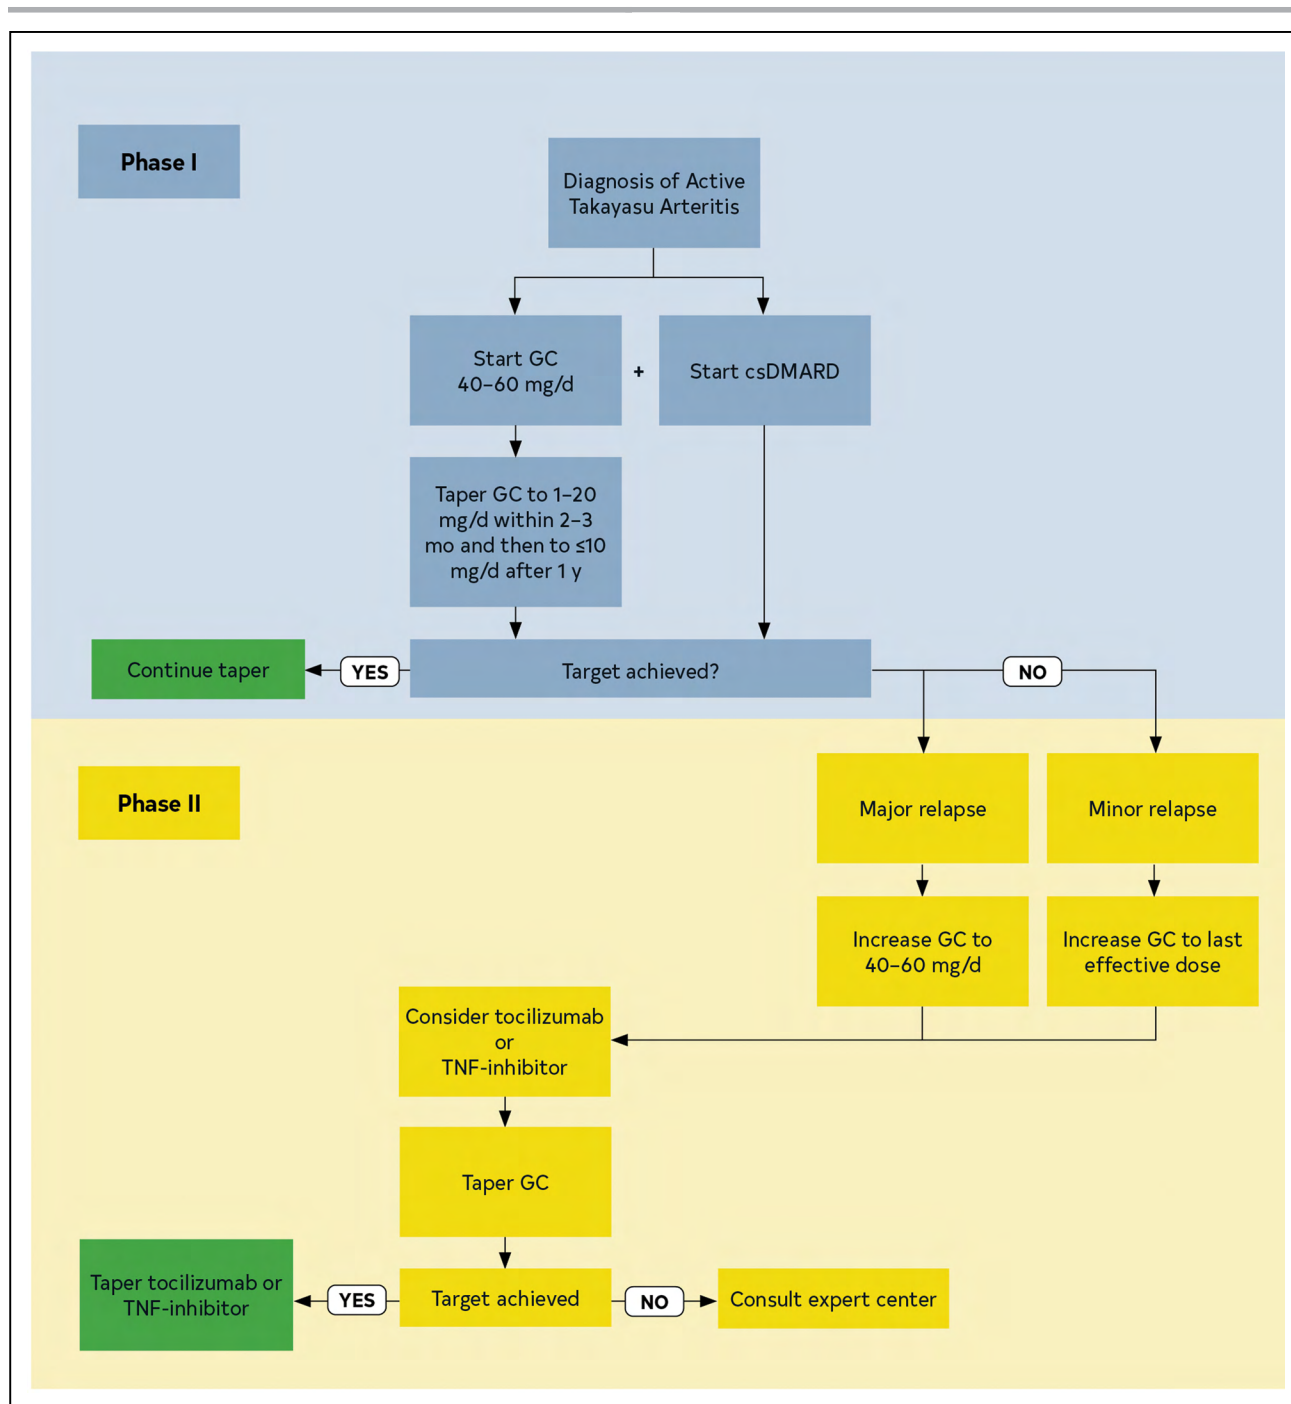 Phase I
Diagnosis of Active
Takayasu Arteritis
Start GC
40–60 mg/d
+
Start csDMARD
Taper GC to 1–20
mg/d within 2–3
mo and then to ≤10
mg/d after 1 y
Continue taper
YES
Target achieved?
NO
Phase II
Major relapse
Minor relapse
Increase GC to
40–60 mg/d
Increase GC to last
effective dose
Consider tocilizumab
or
TNF-inhibitor
Taper GC
Taper tocilizumab or
TNF-inhibitor
YES
Target achieved
NO
Consult expert center